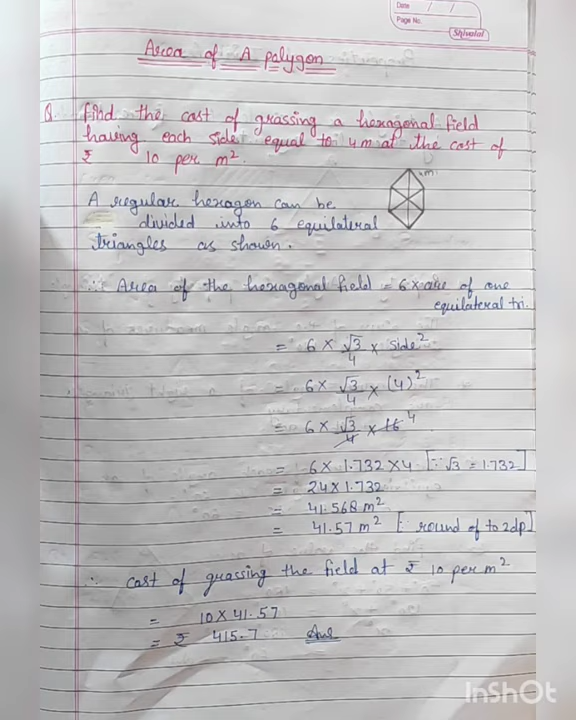 Date / /
Page No.
Shivalal
Area of A palygon
Q. find the cost of grassing a hexagonal field
having each side equal to 4 m at the cost of
₹ 10 per m².
4m
A regular hexagon can be
divided into 6 equilateral
triangles as shown.
∴ Area of the hexagonal field = 6 × are of one
equilateral tri.
= 6 × √3/4 × side²
= 6 × √3/4 × (4)²
= 6 × √3/4 × 16 4
= 6 × 1.732 × 4 [∵ √3 = 1.732]
= 24 × 1.732
= 41.568 m²
= 41.57 m² [∵ round of to 2dp]
∴ cost of grassing the field at ₹ 10 per m²
= 10 × 41.57
= ₹ 415.7 Ans
InShOt